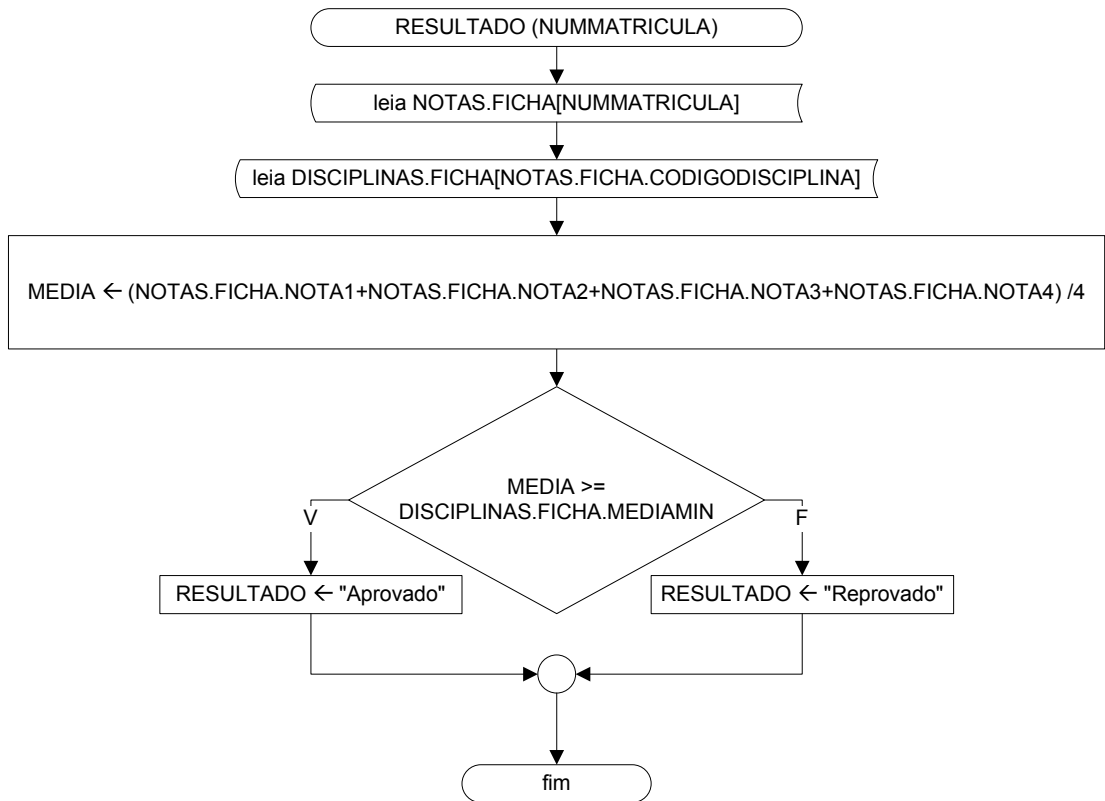 RESULTADO (NUMMATRICULA)
leia NOTAS.FICHA[NUMMATRICULA]
leia DISCIPLINAS.FICHA[NOTAS.FICHA.CODIGODISCIPLINA]
MEDIA ← (NOTAS.FICHA.NOTA1+NOTAS.FICHA.NOTA2+NOTAS.FICHA.NOTA3+NOTAS.FICHA.NOTA4) /4
MEDIA >=
DISCIPLINAS.FICHA.MEDIAMIN
V
F
RESULTADO ← "Aprovado"
RESULTADO ← "Reprovado"
fim